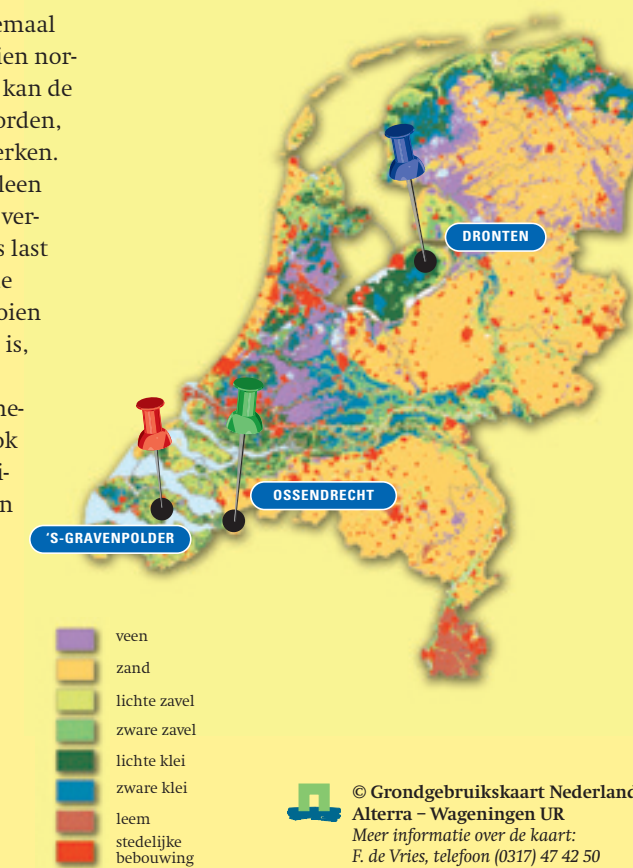 emaal
ien nor-
kan de
orden,
erken.
leen
ver-
s last
e
oien
is,
ne-
ok
i-
n
DRONTEN
OSSENDRECHT
'S-GRAVENPOLDER
veen
zand
lichte zavel
zware zavel
lichte klei
zware klei
leem
stedelijke
bebouwing
© Grondgebruikskaart Nederland
Alterra – Wageningen UR
Meer informatie over de kaart:
F. de Vries, telefoon (0317) 47 42 50